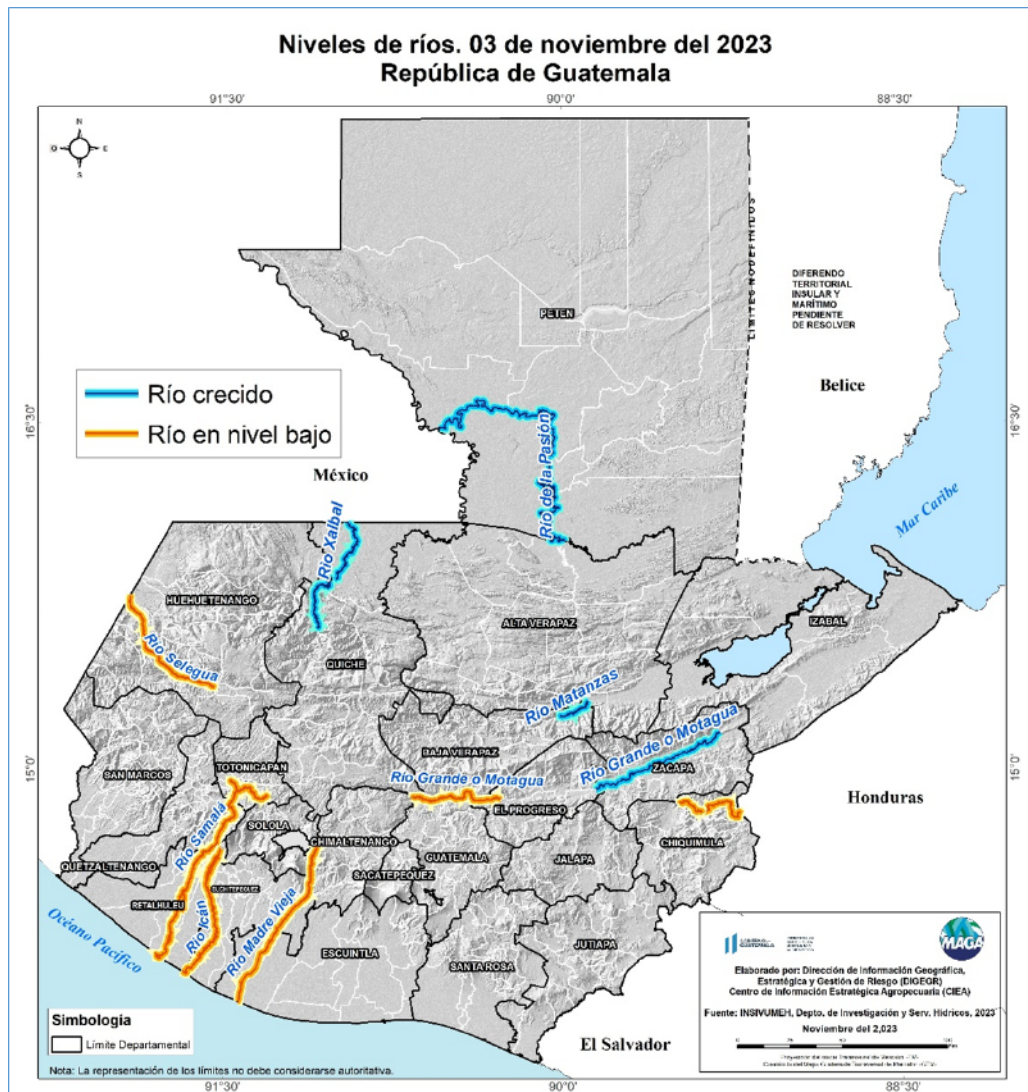 Niveles de ríos. 03 de noviembre del 2023
República de Guatemala
91°30'
90°0'
88°30'
N
O
E
S
LIMITES NO DEFINIDOS
DIFERENDO
TERRITORIAL
INSULAR Y
MARÍTIMO
PENDIENTE
DE RESOLVER
PETEN
Río crecido
Río en nivel bajo
Belice
16°30'
16°30'
México
Río de la Pasión
Mar Caribe
Río Xalbal
HUEHUETENANGO
ALTA VERAPAZ
IZABAL
Río Selegua
QUICHE
Río Matanzas
Río Grande o Motagua
BAJA VERAPAZ
ZACAPA
15°0'
15°0'
SAN MARCOS
TOTONICAPAN
Río Grande o Motagua
EL PROGRESO
Honduras
Río Samalá
SOLOLA
CHIMALTENANGO
GUATEMALA
JALAPA
CHIQUIMULA
QUETZALTENANGO
SACATEPEQUEZ
SUCHITEPEQUEZ
RETALHULEU
Río Icán
Río Madre Vieja
Océano Pacífico
ESCUINTLA
SANTA ROSA
JUTIAPA
GUATEMALA
MAGA
Elaborado por: Dirección de Información Geográfica,
Estratégica y Gestión de Riesgo (DIGEGR)
Centro de Información Estratégica Agropecuaria (CIEA)
Fuente: INSIVUMEH, Depto. de Investigación y Serv. Hídricos, 2023
Noviembre del 2,023
Simbologia
Límite Departamental
El Salvador
Nota: La representación de los límites no debe considerarse autoritativa.
91°30'
90°0'
88°30'